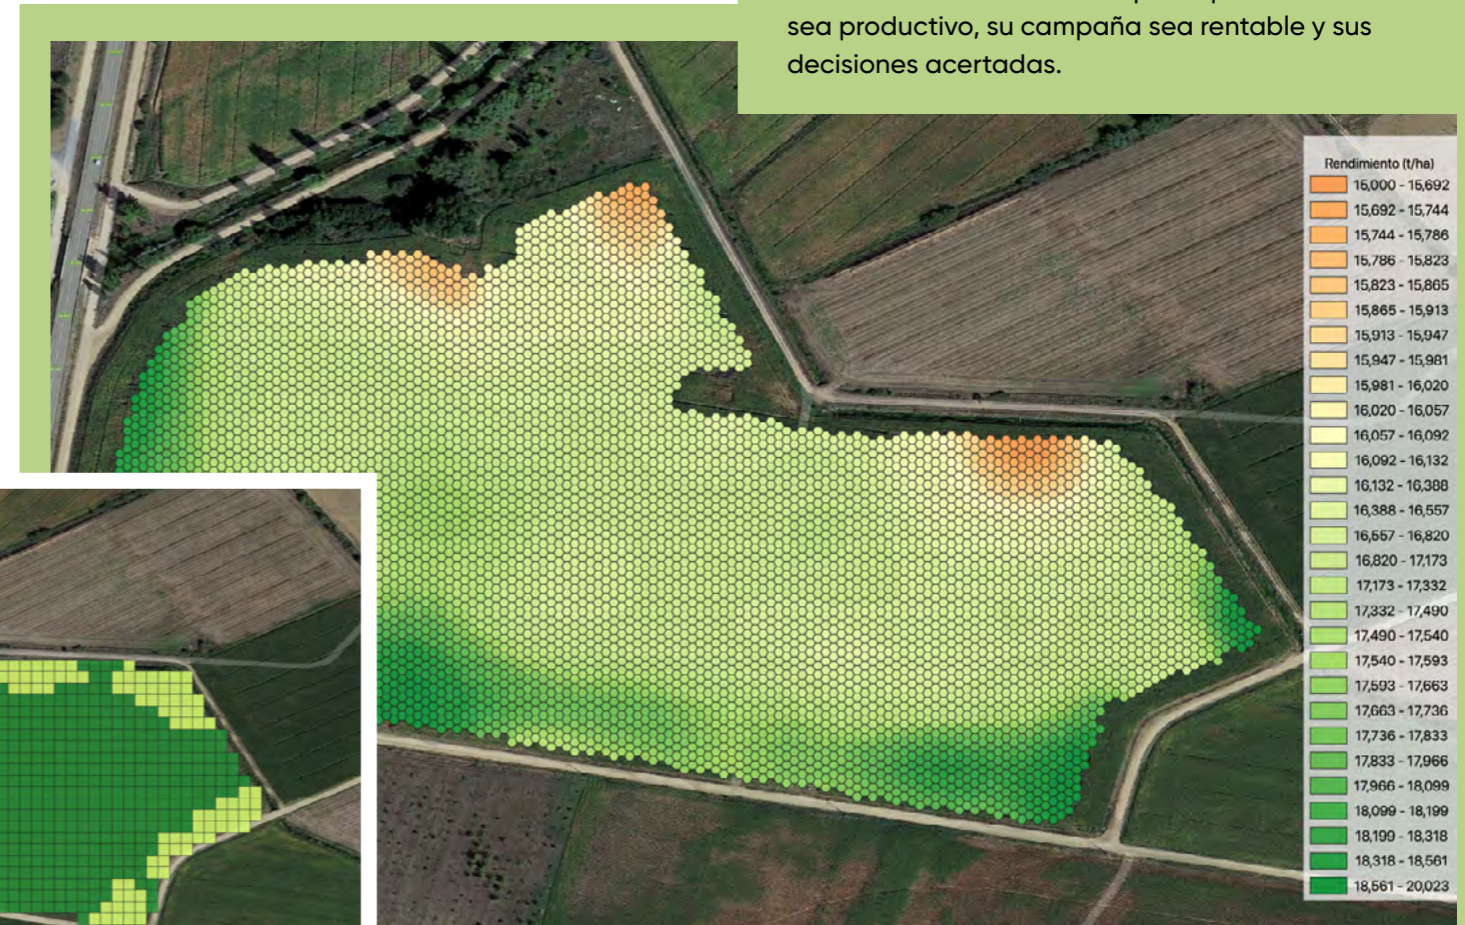 sea productivo, su campaña sea rentable y sus
decisiones acertadas.
Rendimiento (t/ha)
15,000 - 15,692
15,692 - 15,744
15,744 - 15,786
15,786 - 15,823
15,823 - 15,865
15,865 - 15,913
15,913 - 15,947
15,947 - 15,981
15,981 - 16,020
16,020 - 16,057
16,057 - 16,092
16,092 - 16,132
16,132 - 16,388
16,388 - 16,557
16,557 - 16,820
16,820 - 17,173
17,173 - 17,332
17,332 - 17,490
17,490 - 17,540
17,540 - 17,593
17,593 - 17,663
17,663 - 17,736
17,736 - 17,833
17,833 - 17,966
17,966 - 18,099
18,099 - 18,199
18,199 - 18,318
18,318 - 18,561
18,561 - 20,023